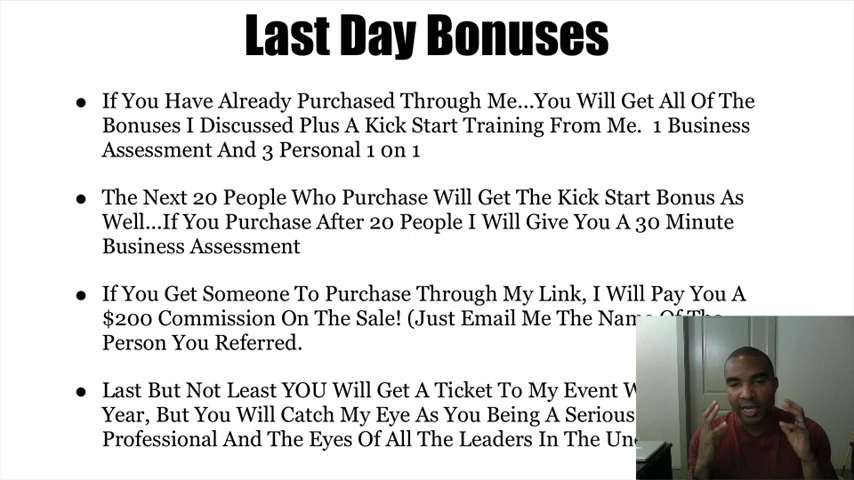 Last Day Bonuses
● If You Have Already Purchased Through Me...You Will Get All Of The
Bonuses I Discussed Plus A Kick Start Training From Me. 1 Business
Assessment And 3 Personal 1 0n 1
● The Next 20 People Who Purchase Will Get The Kick Start Bonus As
Well...If You Purchase After 20 People I Will Give You A 30 Minute
Business Assessment
● If You Get Someone To Purchase Through My Link, I Will Pay You A
$200 Commission On The Sale! (Just Email Me The Name Of The
Person You Referred.
● Last But Not Least YOU Will Get A Ticket To My Event
Year, But You Will Catch My Eye As You Being A Serious
Professional And The Eyes Of All The Leaders In The